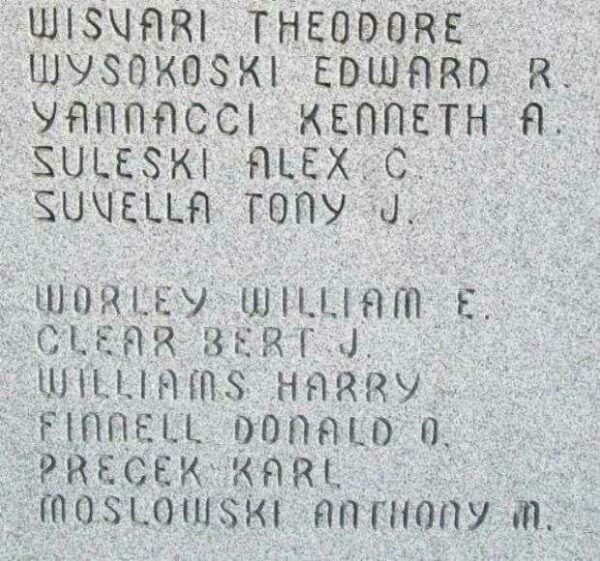 WISVARI THEODORE
WYSOKOSKI EDWARD R.
YANNACCI KENNETH A.
SULESKI ALEX C.
SUVELLA TONY J.
WORLEY WILLIAM E.
CLEAR BERT J.
WILLIAMS HARRY
FINNELL DONALD O.
PRECEK KARL
MOSLOWSKI ANTHONY M.